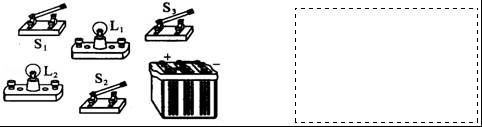 S₁
L₁
S₃
L₂
S₂
+ −